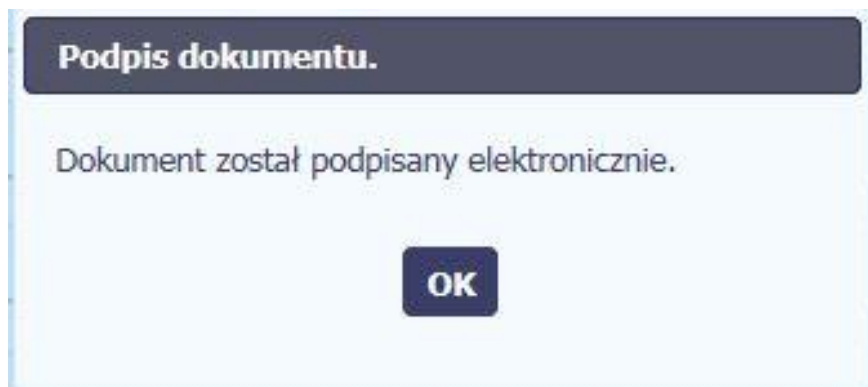 Podpis dokumentu.
Dokument został podpisany elektronicznie.
OK